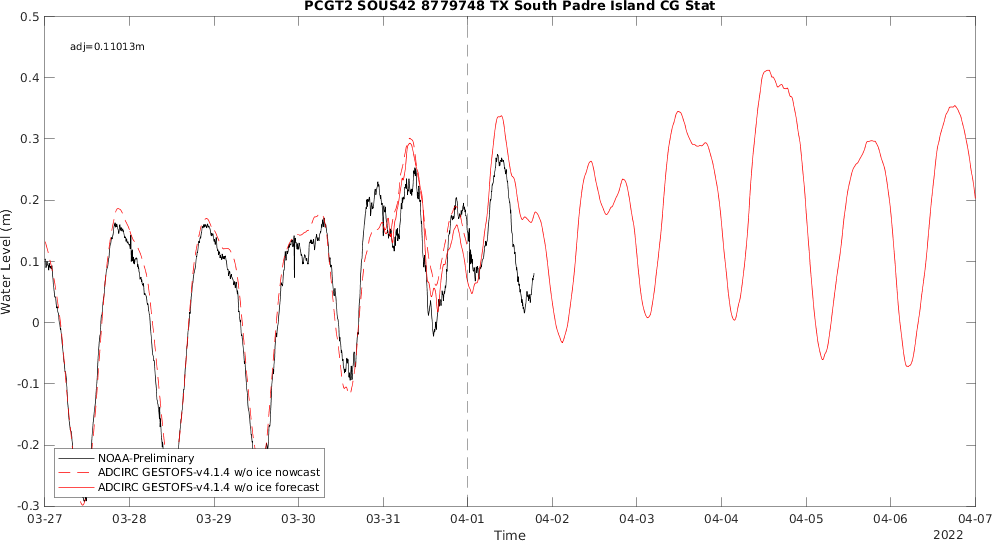 PCGT2 SOUS42 8779748 TX South Padre Island CG Stat
adj=0.11013m
0.5
0.4
0.3
0.2
0.1
0
-0.1
-0.2
-0.3
Water Level (m)
NOAA-Preliminary
ADCIRC GESTOFS-v4.1.4 w/o ice nowcast
ADCIRC GESTOFS-v4.1.4 w/o ice forecast
03-27 03-28 03-29 03-30 03-31 04-01 04-02 04-03 04-04 04-05 04-06 04-07
Time
2022